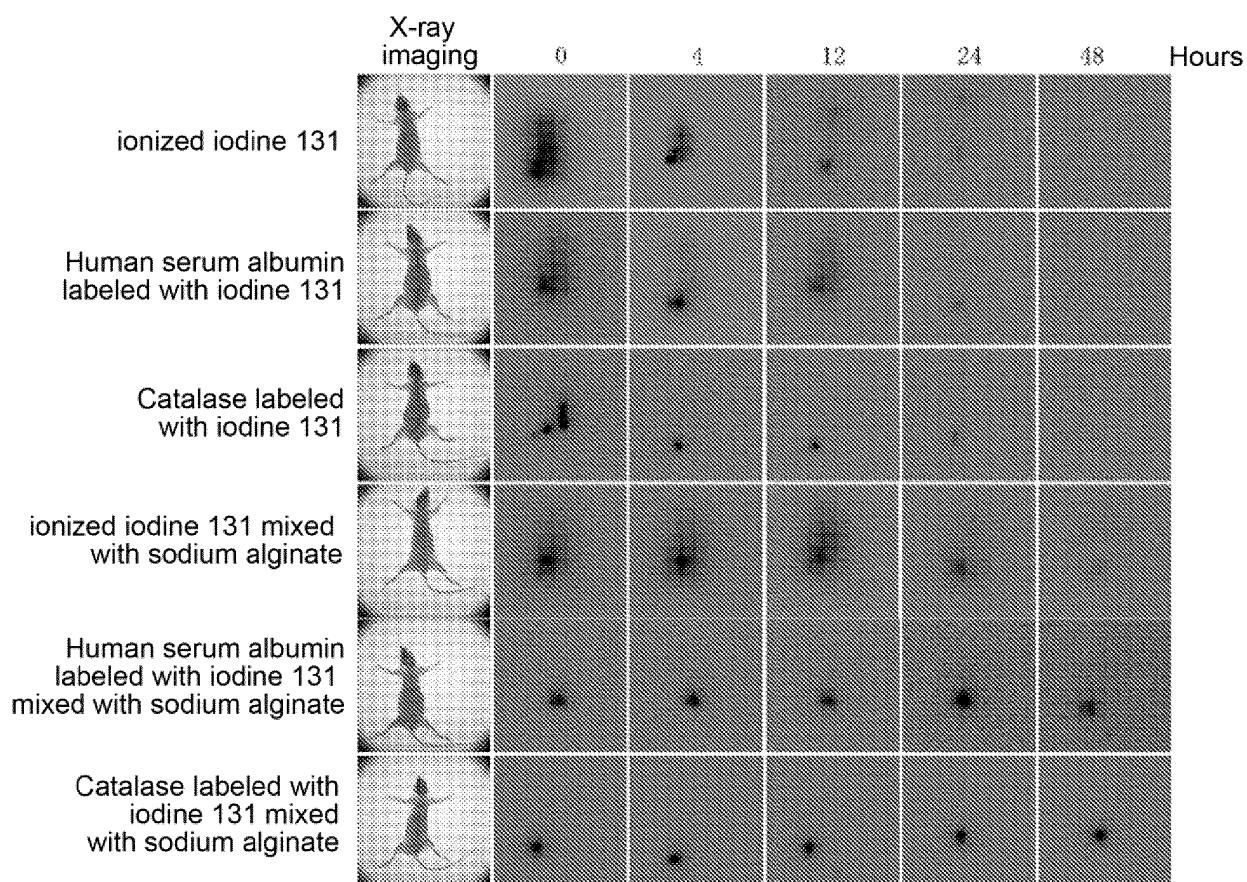 X-ray
imaging
0 4 12 24 48 Hours
ionized iodine 131
Human serum albumin
labeled with iodine 131
Catalase labeled
with iodine 131
ionized iodine 131 mixed
with sodium alginate
Human serum albumin
labeled with iodine 131
mixed with sodium alginate
Catalase labeled with
iodine 131 mixed
with sodium alginate